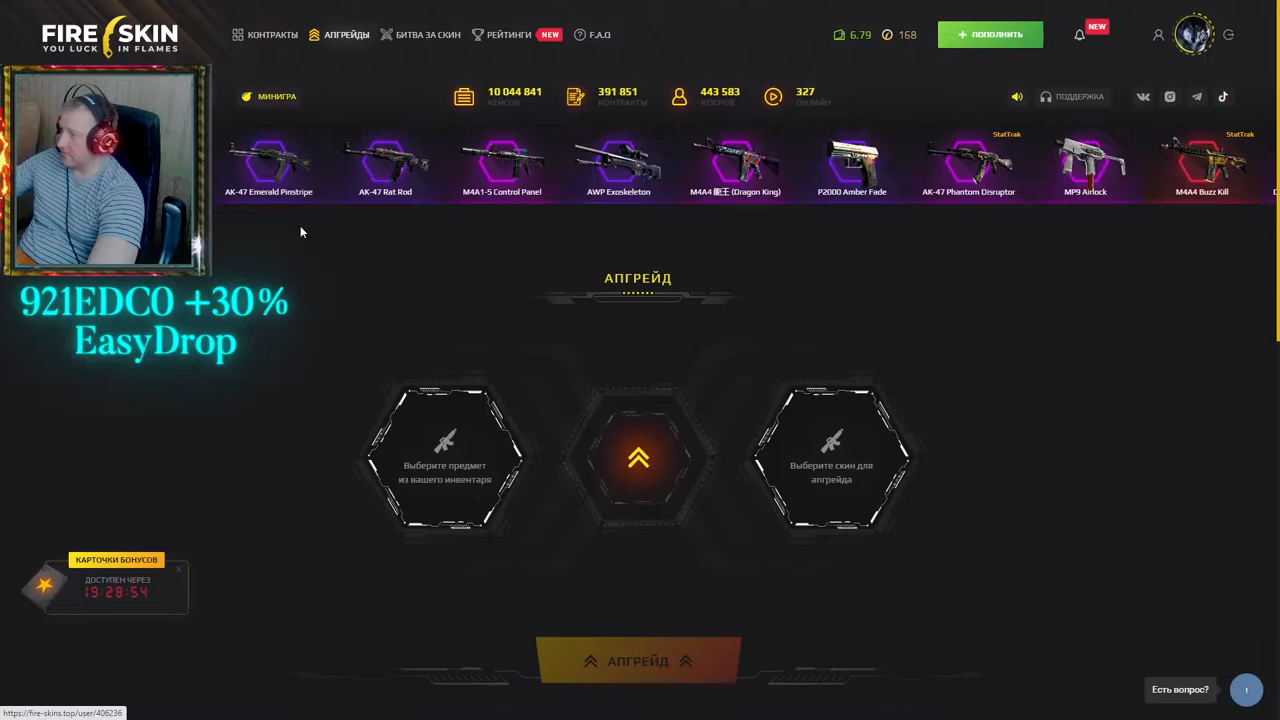 FIRE SKIN
YOU LUCK IN FLAMES
КОНТРАКТЫ
АПГРЕЙДЫ
БИТВА ЗА СКИН
РЕЙТИНГИ
NEW
F.A.Q
6.79
168
+ ПОПОЛНИТЬ
NEW
МИНИГРА
10 044 841
КЕЙСОВ
391 851
КОНТРАКТЫ
443 583
ЮЗЕРОВ
327
ОНЛАЙН
ПОДДЕРЖКА
AK-47 Emerald Pinstripe
AK-47 Rat Rod
M4A1-S Control Panel
AWP Exoskeleton
M4A4 龍王 (Dragon King)
P2000 Amber Fade
StatTrak
AK-47 Phantom Disruptor
MP9 Airlock
StatTrak
M4A4 Buzz Kill
921EDC0 +30%
EasyDrop
АПГРЕЙД
Выберите предмет
из вашего инвентаря
Выберите скин для
апгрейда
КАРТОЧКИ БОНУСОВ
ДОСТУПЕН ЧЕРЕЗ
19:28:54
АПГРЕЙД
Есть вопрос?
https://fire-skins.top/user/406236